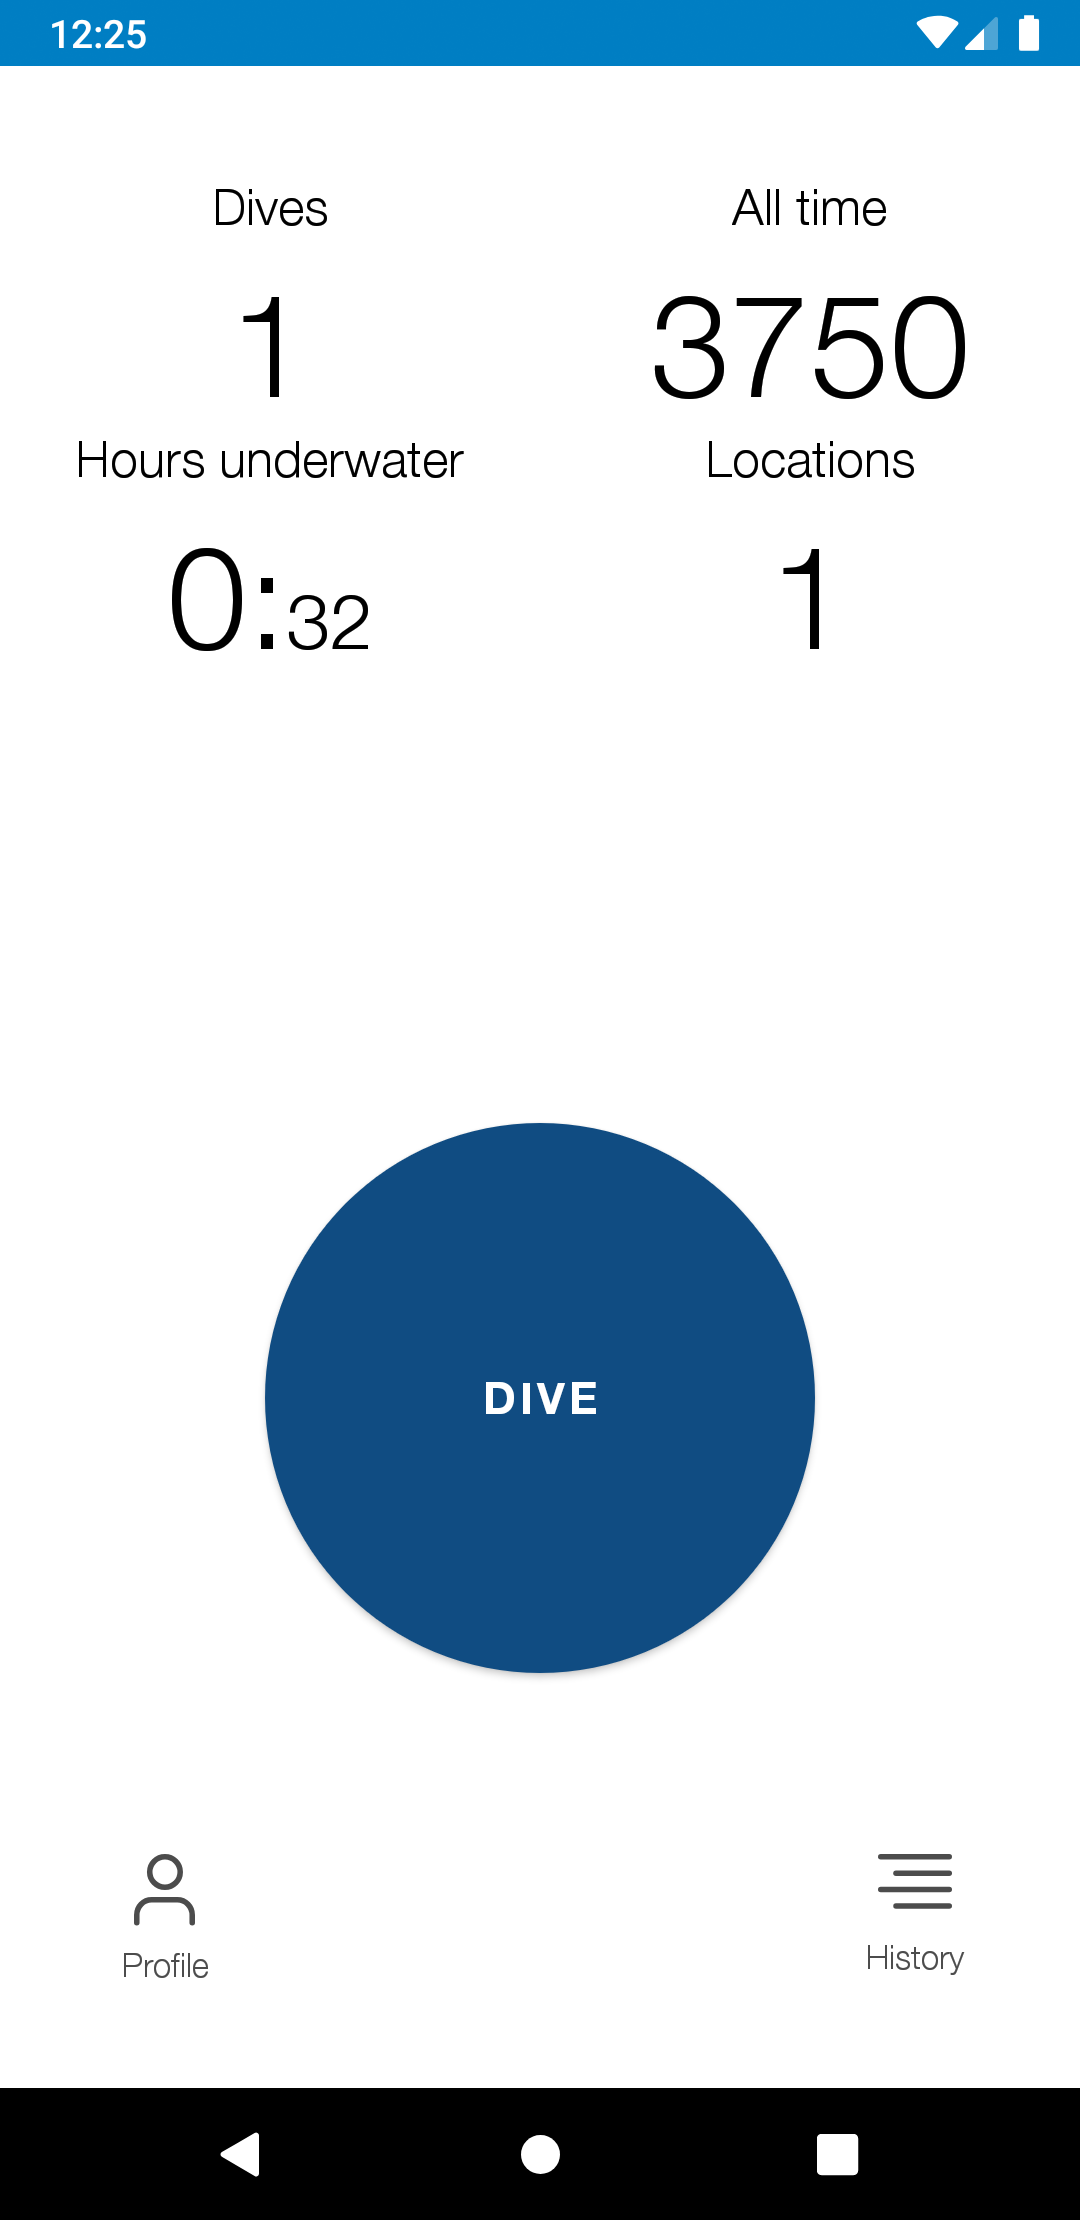 12:25
Dives
All time
1
3750
Hours underwater
Locations
0:32
1
DIVE
Profile
History